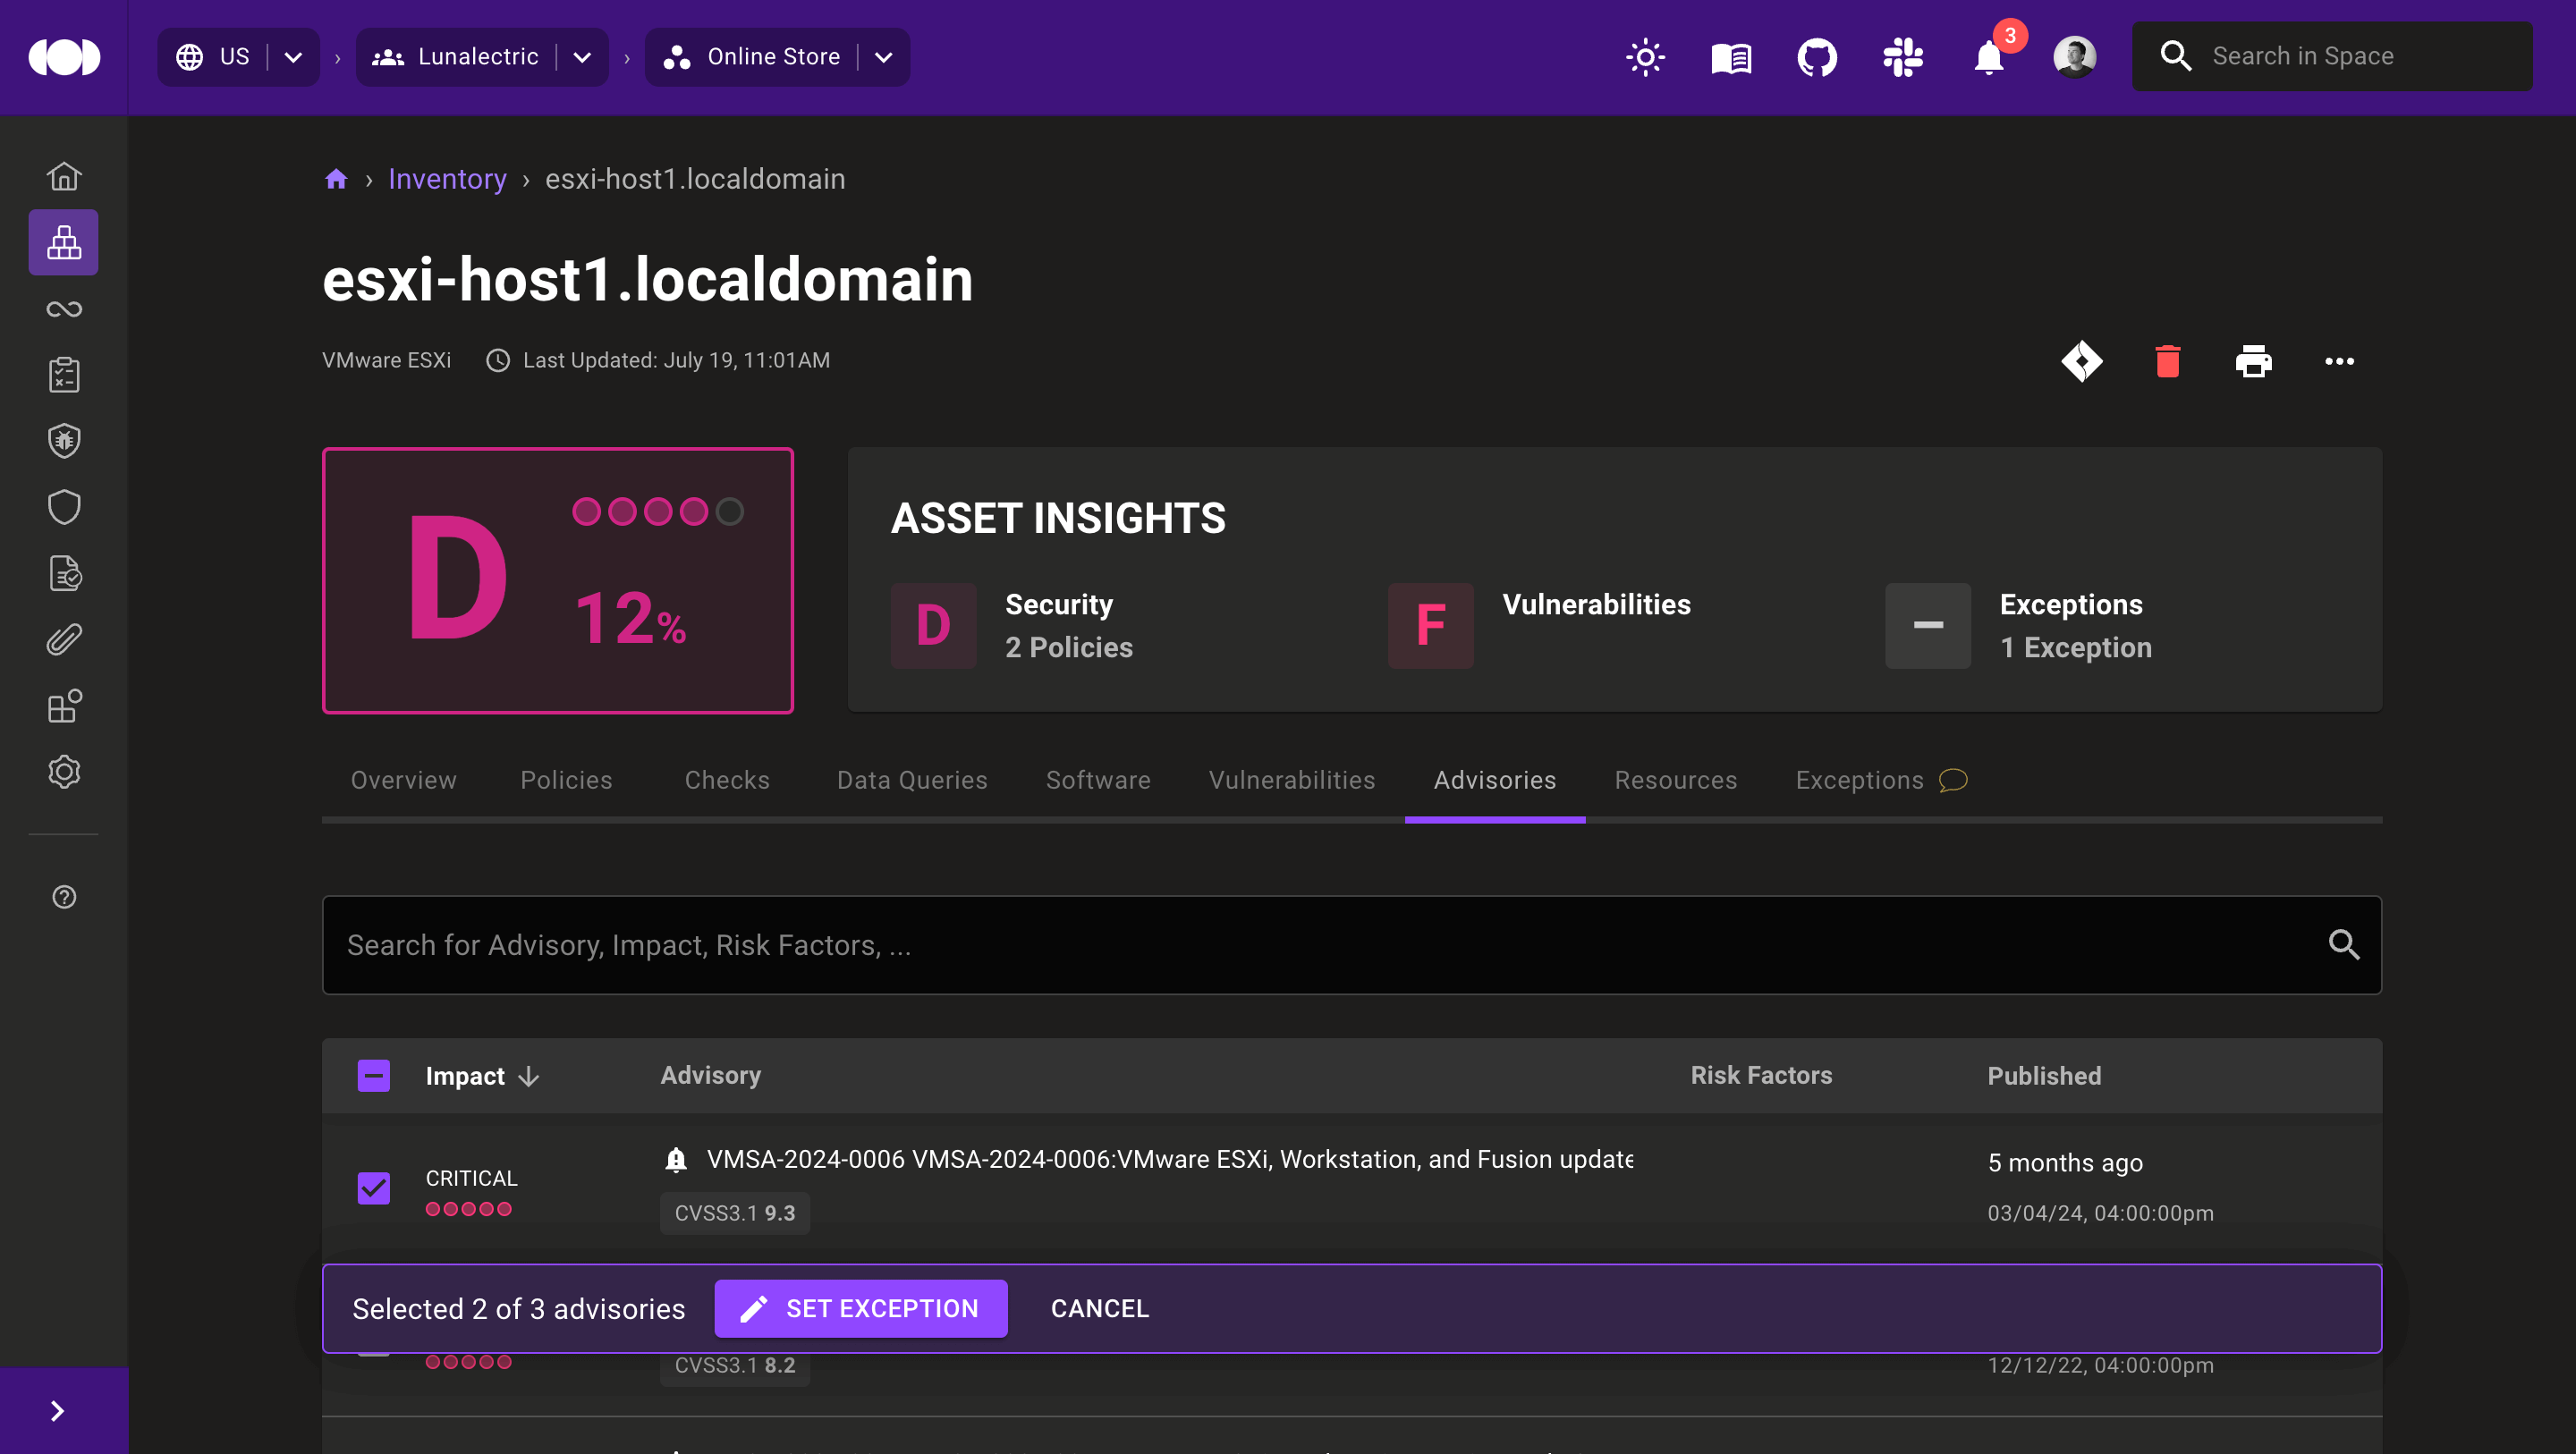 US
Lunalectric
Online Store
3
Search in Space
› Inventory › esxi-host1.localdomain
esxi-host1.localdomain
VMware ESXi Last Updated: July 19, 11:01AM
D
12%
ASSET INSIGHTS
D
Security
2 Policies
F
Vulnerabilities
Exceptions
1 Exception
Overview Policies Checks Data Queries Software Vulnerabilities Advisories Resources Exceptions
Search for Advisory, Impact, Risk Factors, ...
Impact Advisory Risk Factors Published
CRITICAL
VMSA-2024-0006 VMSA-2024-0006:VMware ESXi, Workstation, and Fusion update
CVSS3.1 9.3
5 months ago
03/04/24, 04:00:00pm
Selected 2 of 3 advisories SET EXCEPTION CANCEL
CVSS3.1 8.2
12/12/22, 04:00:00pm